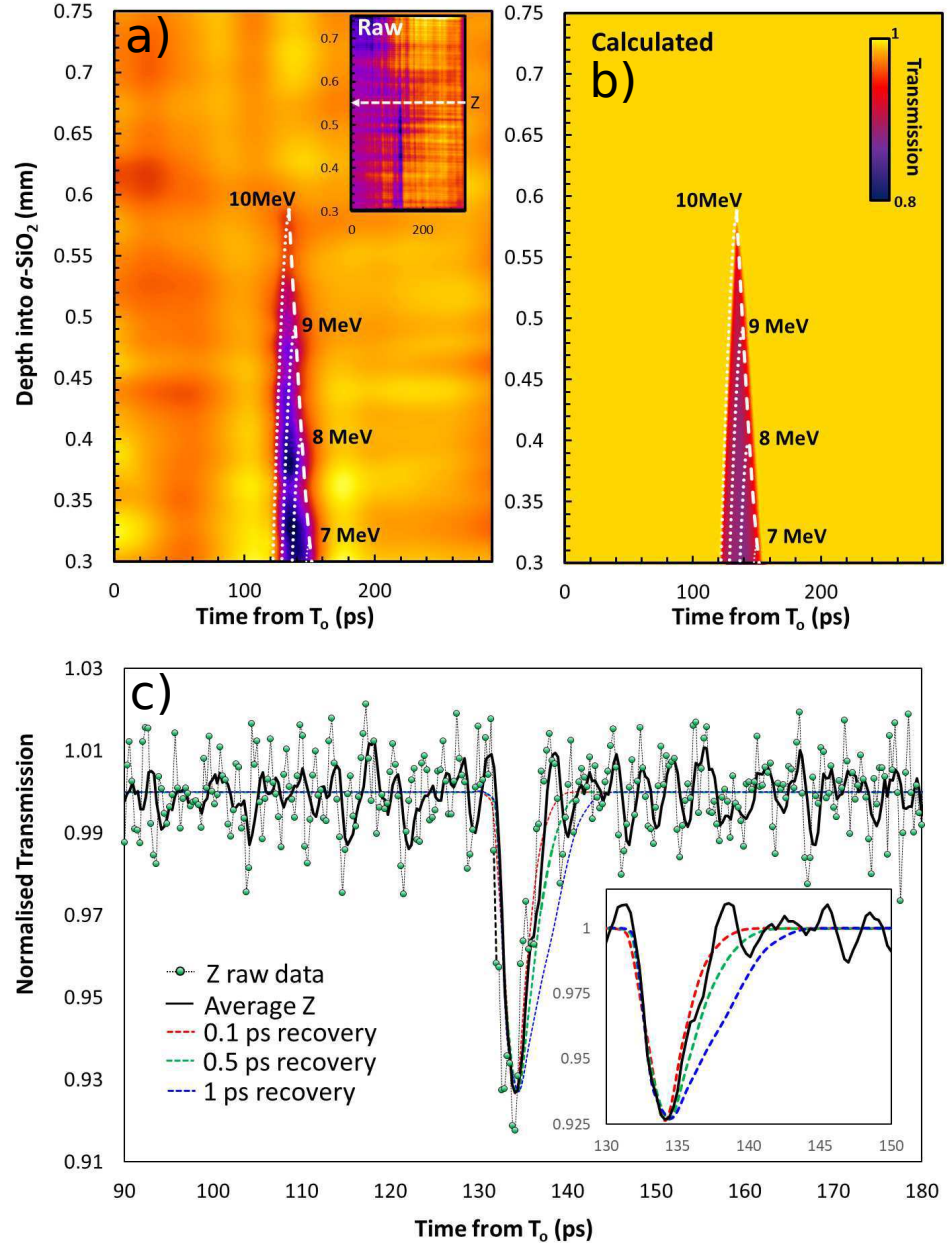 a)
Raw
Z
0.7
0.6
0.5
0.4
0.3
0 200
0.75
0.7
0.65
0.6
0.55
0.5
0.45
0.4
0.35
0.3
Depth into a-SiO₂ (mm)
10MeV
9 MeV
8 MeV
7 MeV
0 100 200
Time from Tₒ (ps)
b)
Calculated
1
Transmission
0.8
0.75
0.7
0.65
0.6
0.55
0.5
0.45
0.4
0.35
0.3
10MeV
9 MeV
8 MeV
7 MeV
0 100 200
Time from Tₒ (ps)
c)
1.03
1.01
0.99
0.97
0.95
0.93
0.91
Normalised Transmission
Z raw data
Average Z
0.1 ps recovery
0.5 ps recovery
1 ps recovery
1
0.975
0.95
0.925
130 135 140 145 150
90 100 110 120 130 140 150 160 170 180
Time from Tₒ (ps)